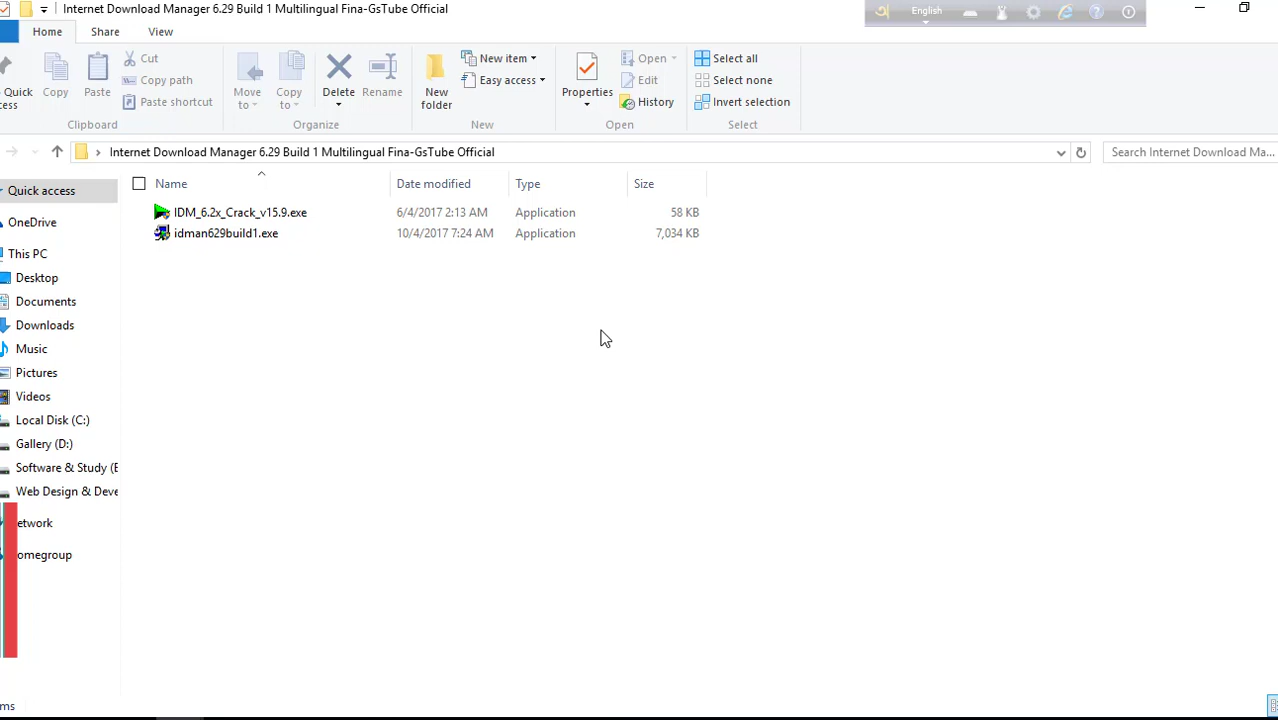 Internet Download Manager 6.29 Build 1 Multilingual Fina-GsTube Official
English
Home Share View
Quick
cess
Copy
Paste
Cut
Copy path
Paste shortcut
Clipboard
Move
to
Copy
to
Delete
Rename
Organize
New
folder
New item
Easy access
New
Properties
Open
Edit
History
Open
Select all
Select none
Invert selection
Select
Internet Download Manager 6.29 Build 1 Multilingual Fina-GsTube Official
Search Internet Download Ma...
Name Date modified Type Size
IDM_6.2x_Crack_v15.9.exe 6/4/2017 2:13 AM Application 58 KB
idman629build1.exe 10/4/2017 7:24 AM Application 7,034 KB
Quick access
OneDrive
This PC
Desktop
Documents
Downloads
Music
Pictures
Videos
Local Disk (C:)
Gallery (D:)
Software & Study (E
Web Design & Deve
etwork
omegroup
ms